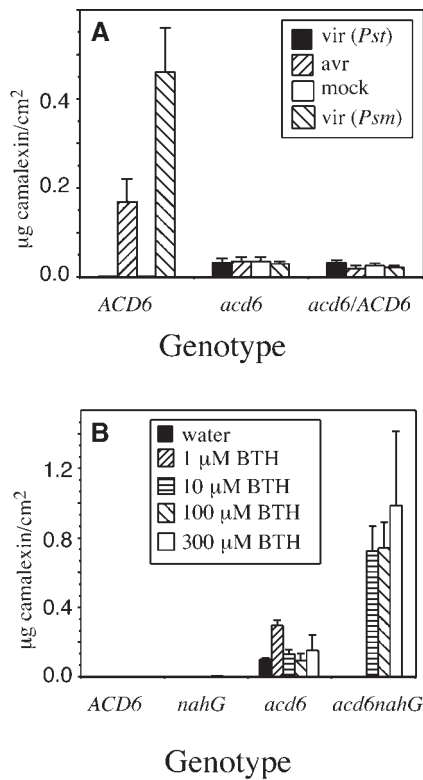 A
vir (Pst)
avr
mock
vir (Psm)
0.4
0.2
0.0
µg camalexin/cm2
ACD6 acd6 acd6/ACD6
Genotype
B
water
1 µM BTH
10 µM BTH
100 µM BTH
300 µM BTH
1.2
0.8
0.4
0.0
µg camalexin/cm2
ACD6 nahG acd6 acd6nahG
Genotype